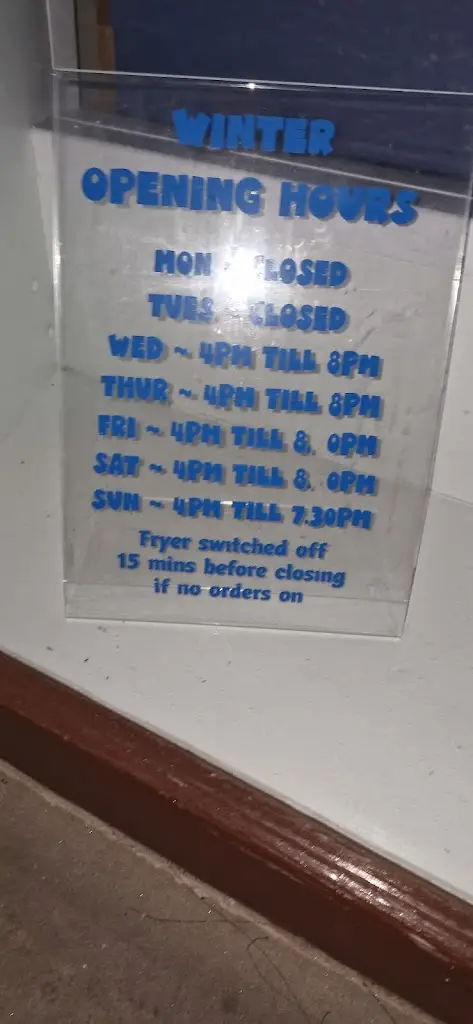 WINTER
OPENING HOURS
MON ~ CLOSED
TUES ~ CLOSED
WED ~ 4PM TILL 8PM
THUR ~ 4PM TILL 8PM
FRI ~ 4PM TILL 8. 0PM
SAT ~ 4PM TILL 8. 0PM
SUN ~ 4PM TILL 7.30PM
Fryer switched off
15 mins before closing
if no orders on